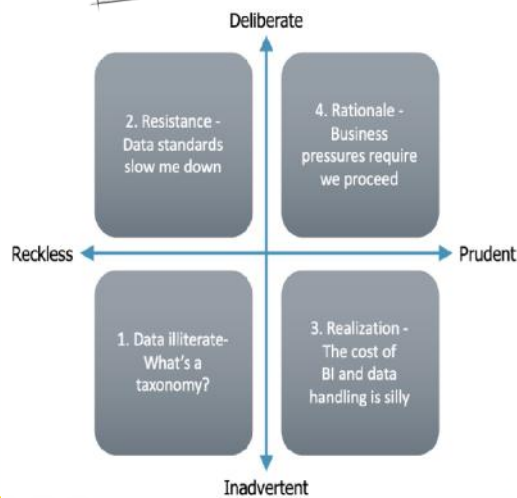 Deliberate
2. Resistance -
Data standards
slow me down
4. Rationale -
Business
pressures require
we proceed
Reckless
Prudent
1. Data illiterate-
What's a
taxonomy?
3. Realization -
The cost of
BI and data
handling is silly
Inadvertent